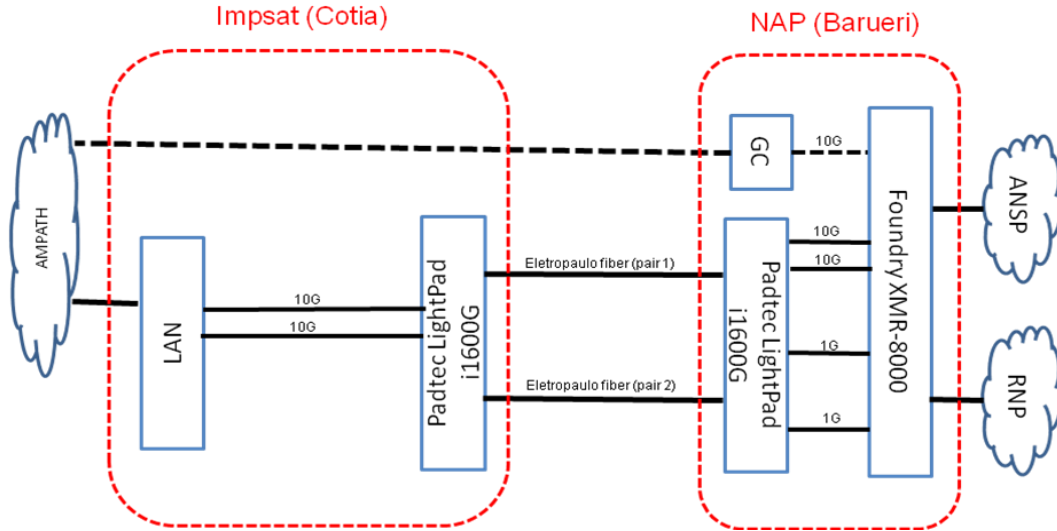 Impsat (Cotia)
NAP (Barueri)
AMPATH
LAN
10G
10G
Padtec LightPad
i1600G
Eletropaulo fiber (pair 1)
Eletropaulo fiber (pair 2)
GC
10G
Padtec LightPad
i1600G
10G
10G
1G
1G
Foundry XMR-8000
ANSP
RNP